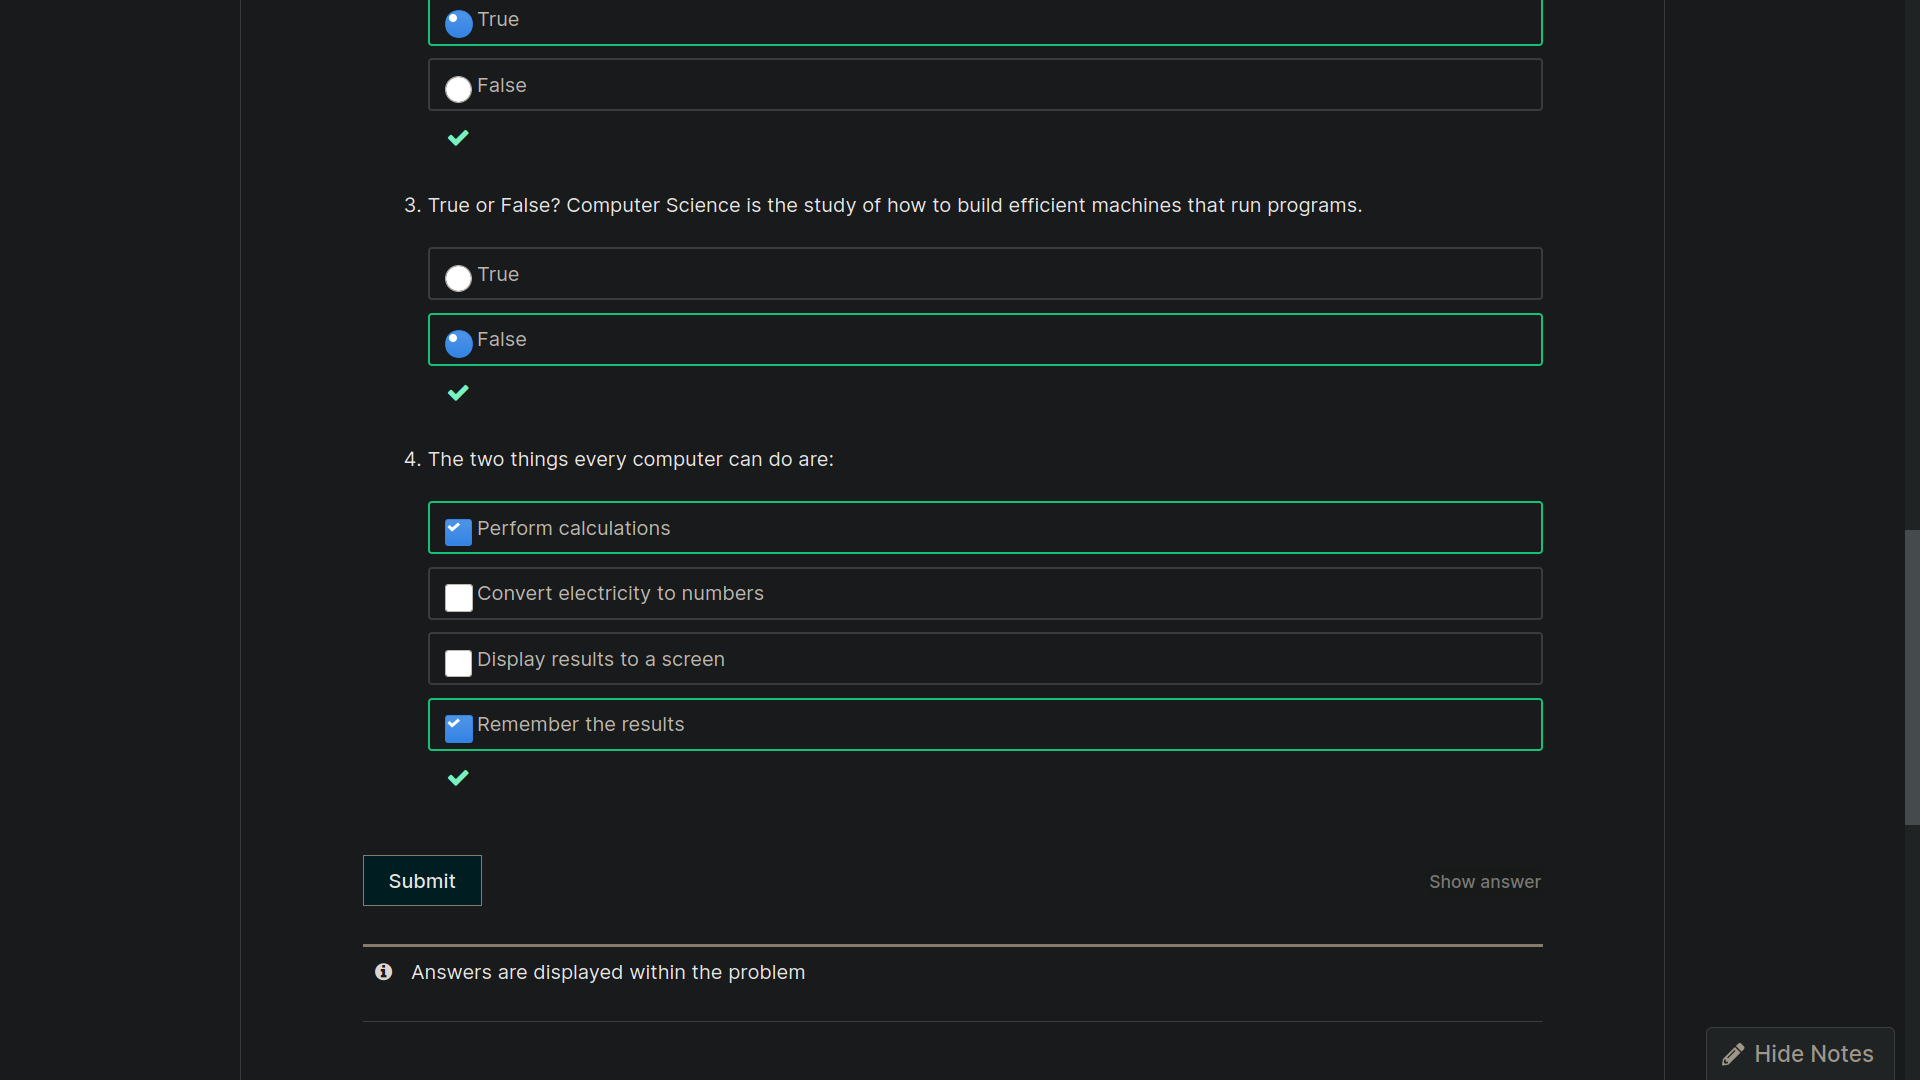 True
False
3. True or False? Computer Science is the study of how to build efficient machines that run programs.
True
False
4. The two things every computer can do are:
Perform calculations
Convert electricity to numbers
Display results to a screen
Remember the results
Submit
Show answer
Answers are displayed within the problem
Hide Notes